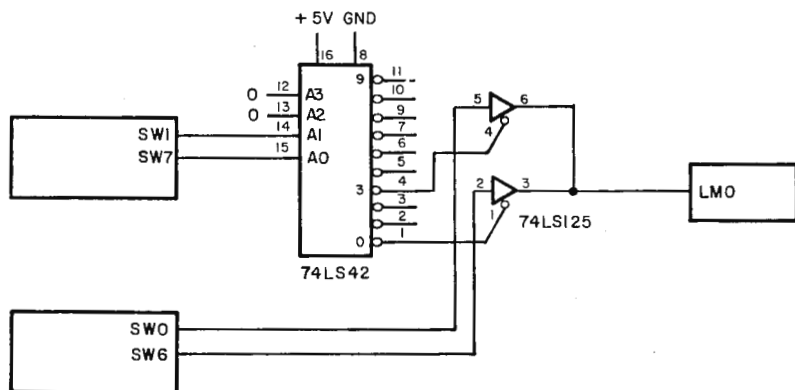 +5V GND
16 8
9 11
12 A3 10
0
13 A2 9
0
14 A1 7
SW1
15 A0 6
SW7
5
3 4
3
2
0 1
74LS42
5 6
4
2 3
1
74LS125
LM0
SW0
SW6